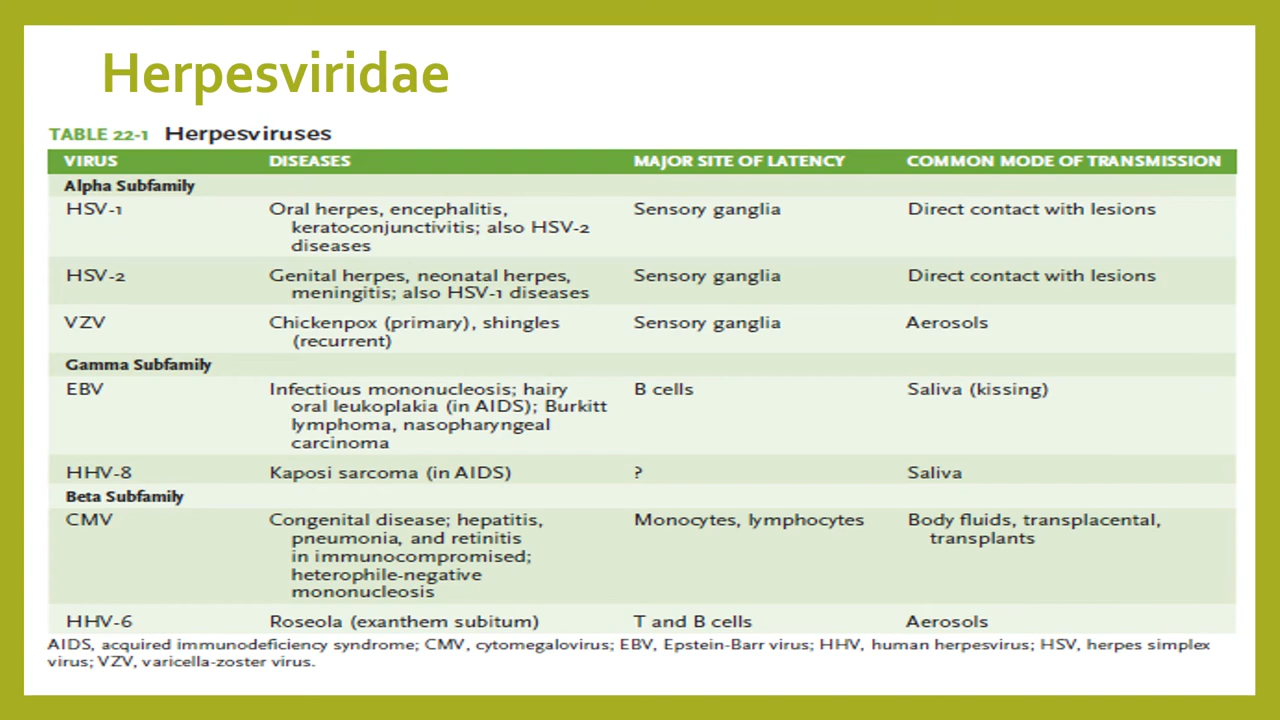 Herpesviridae
TABLE 22-1 Herpesviruses
VIRUS DISEASES MAJOR SITE OF LATENCY COMMON MODE OF TRANSMISSION
Alpha Subfamily
HSV-1 Oral herpes, encephalitis, Sensory ganglia Direct contact with lesions
keratoconjunctivitis; also HSV-2
diseases
HSV-2 Genital herpes, neonatal herpes, Sensory ganglia Direct contact with lesions
meningitis; also HSV-1 diseases
VZV Chickenpox (primary), shingles Sensory ganglia Aerosols
(recurrent)
Gamma Subfamily
EBV Infectious mononucleosis; hairy B cells Saliva (kissing)
oral leukoplakia (in AIDS); Burkitt
lymphoma, nasopharyngeal
carcinoma
HHV-8 Kaposi sarcoma (in AIDS) ? Saliva
Beta Subfamily
CMV Congenital disease; hepatitis, Monocytes, lymphocytes Body fluids, transplacental,
pneumonia, and retinitis transplants
in immunocompromised;
heterophile-negative
mononucleosis
HHV-6 Roseola (exanthem subitum) T and B cells Aerosols
AIDS, acquired immunodeficiency syndrome; CMV, cytomegalovirus; EBV, Epstein-Barr virus; HHV, human herpesvirus; HSV, herpes simplex
virus; VZV, varicella-zoster virus.